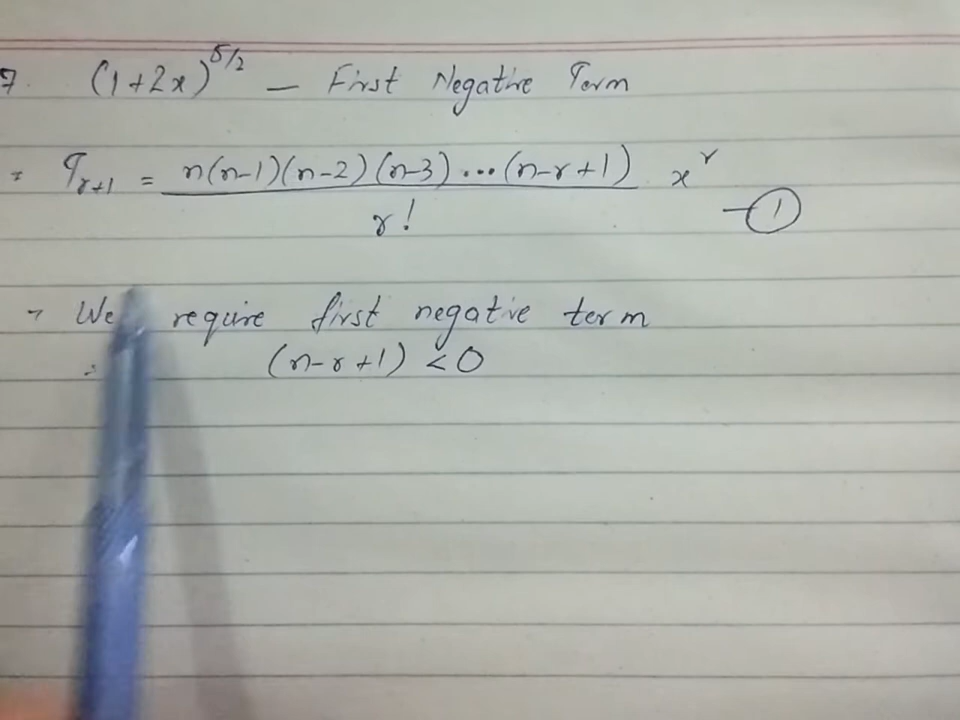 7. (1+2x)^5/2 — First Negative Term
T_r+1 = n(n-1)(n-2)(n-3)...(n-r+1) / r! x^r —①
We require first negative term
∴ (n-r+1) < 0